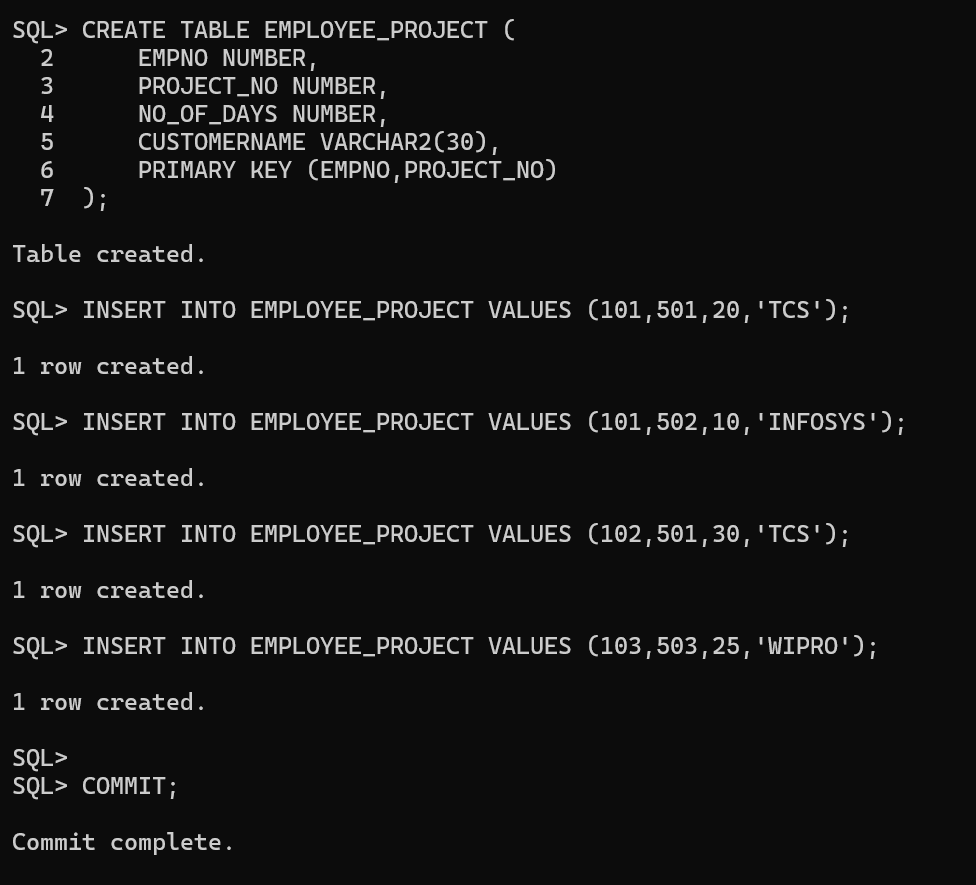 SQL> CREATE TABLE EMPLOYEE_PROJECT (
  2      EMPNO NUMBER,
  3      PROJECT_NO NUMBER,
  4      NO_OF_DAYS NUMBER,
  5      CUSTOMERNAME VARCHAR2(30),
  6      PRIMARY KEY (EMPNO,PROJECT_NO)
  7  );
Table created.
SQL> INSERT INTO EMPLOYEE_PROJECT VALUES (101,501,20,'TCS');
1 row created.
SQL> INSERT INTO EMPLOYEE_PROJECT VALUES (101,502,10,'INFOSYS');
1 row created.
SQL> INSERT INTO EMPLOYEE_PROJECT VALUES (102,501,30,'TCS');
1 row created.
SQL> INSERT INTO EMPLOYEE_PROJECT VALUES (103,503,25,'WIPRO');
1 row created.
SQL>
SQL> COMMIT;
Commit complete.